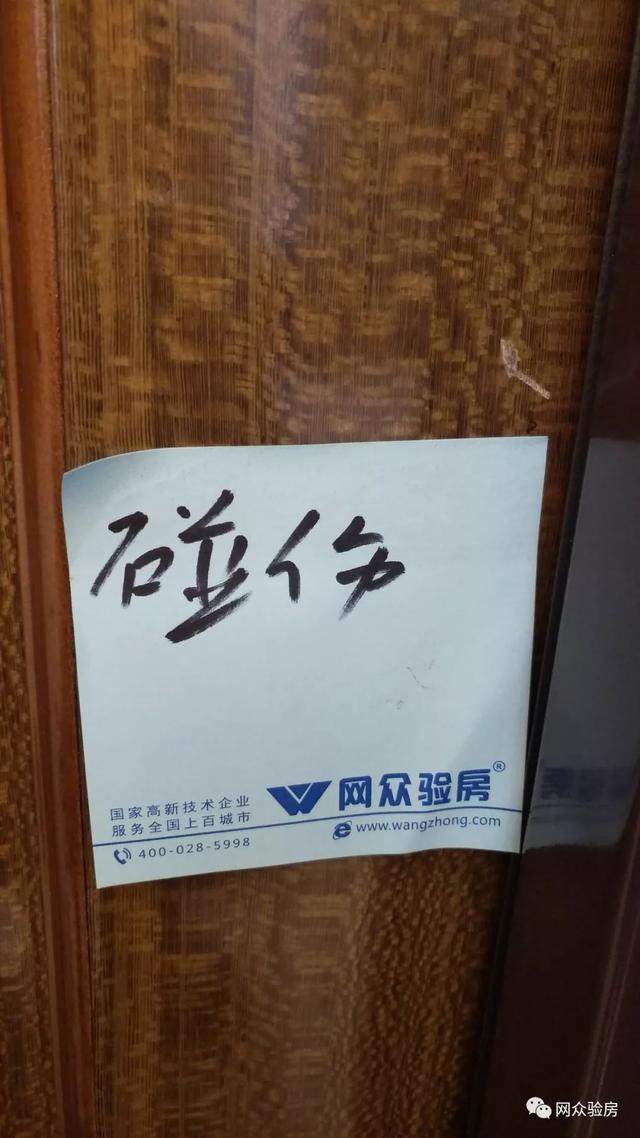 碰伤
国家高新技术企业
服务全国上百城市
400-028-5998
网众验房®
www.wangzhong.com
网众验房